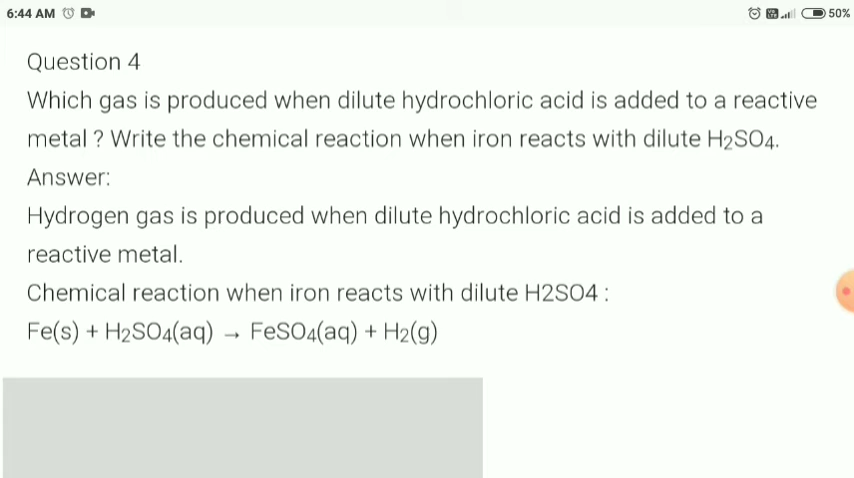 6:44 AM 50%
Question 4
Which gas is produced when dilute hydrochloric acid is added to a reactive
metal ? Write the chemical reaction when iron reacts with dilute H₂SO₄.
Answer:
Hydrogen gas is produced when dilute hydrochloric acid is added to a
reactive metal.
Chemical reaction when iron reacts with dilute H2SO4 :
Fe(s) + H₂SO₄(aq) → FeSO₄(aq) + H₂(g)